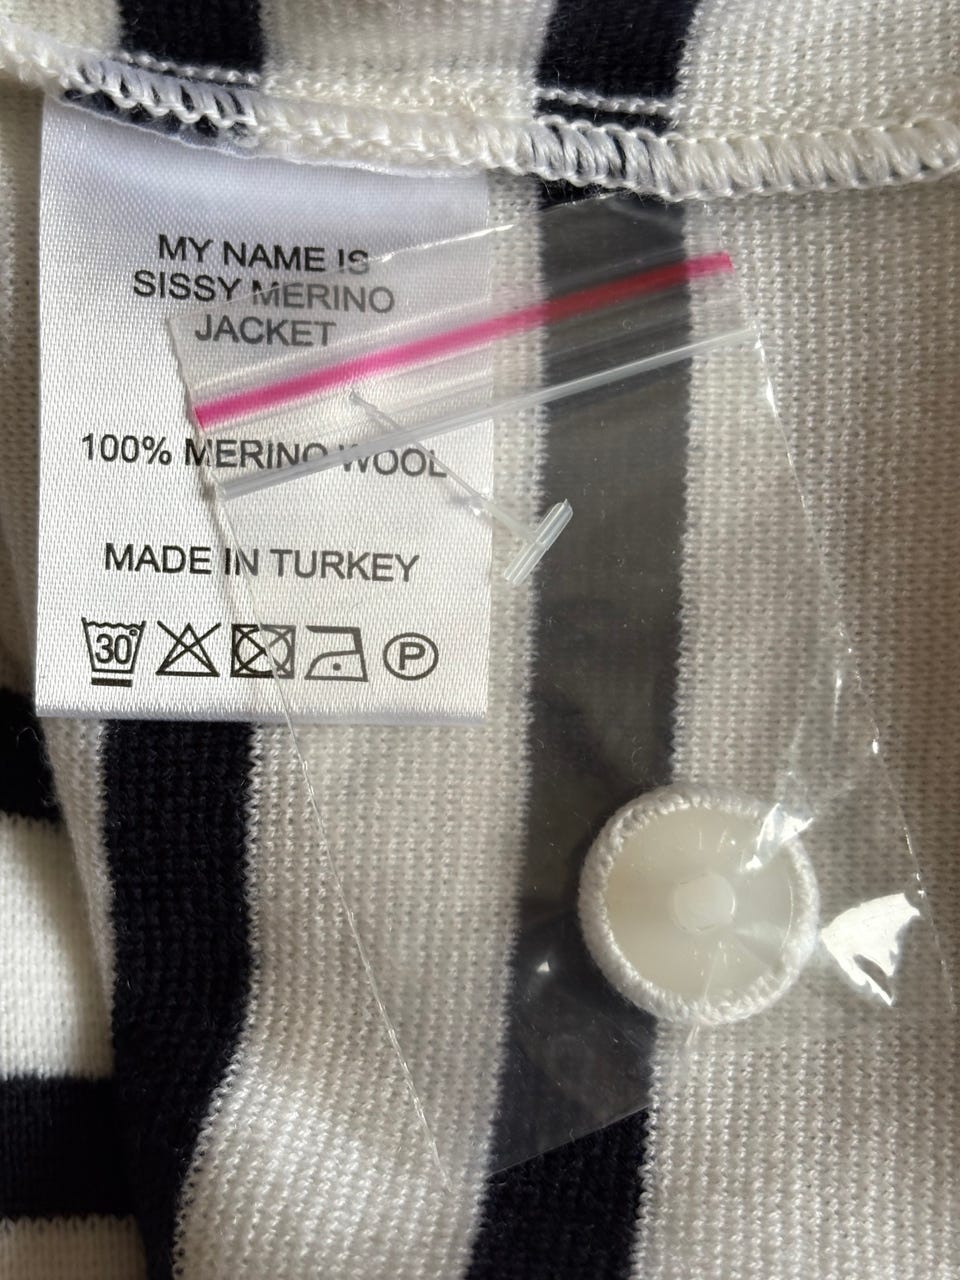 MY NAME IS
SISSY MERINO
JACKET
100% MERINO WOOL
MADE IN TURKEY
30°
P